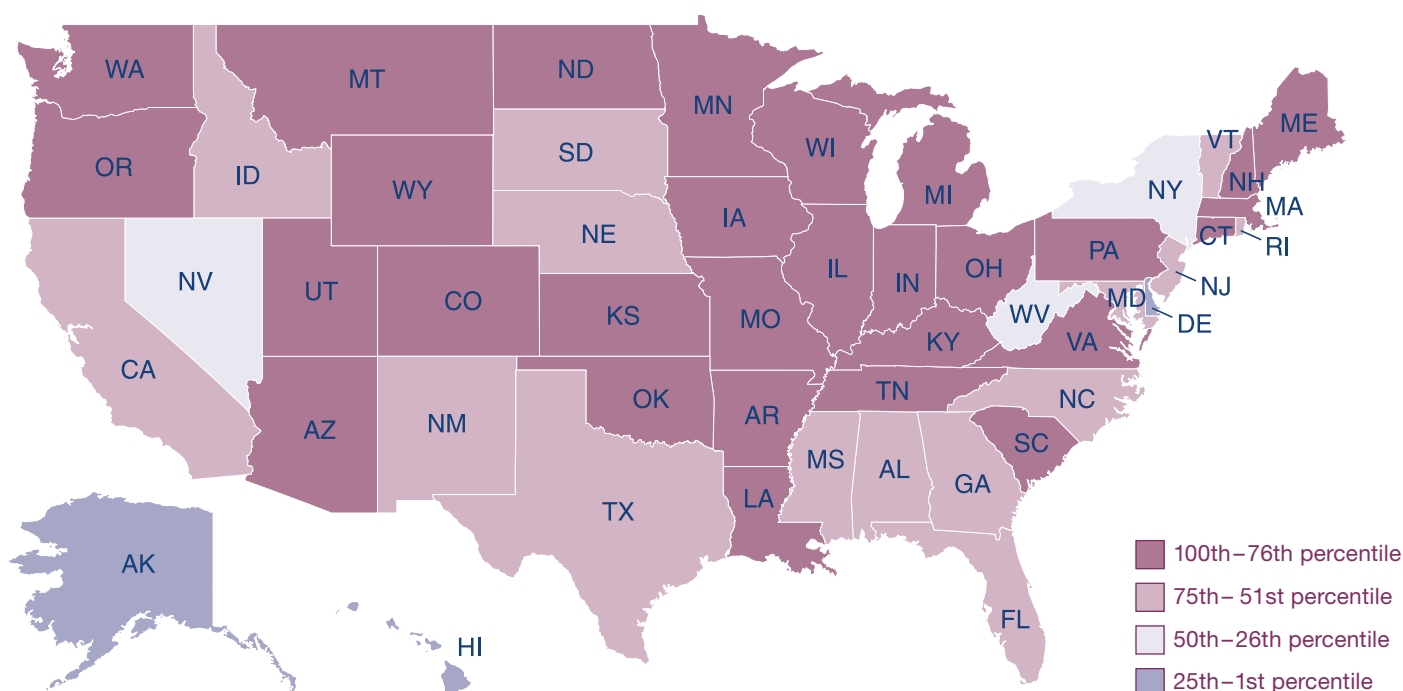 WA
MT
ND
MN
OR
ID
WY
SD
WI
MI
VT
ME
NH
NY
MA
CT
RI
NV
UT
CO
NE
IA
IL
IN
OH
PA
NJ
CA
KS
MO
KY
WV
MD
DE
VA
AZ
NM
OK
AR
TN
NC
SC
TX
LA
MS
AL
GA
AK
HI
FL
100th–76th percentile
75th–51st percentile
50th–26th percentile
25th–1st percentile